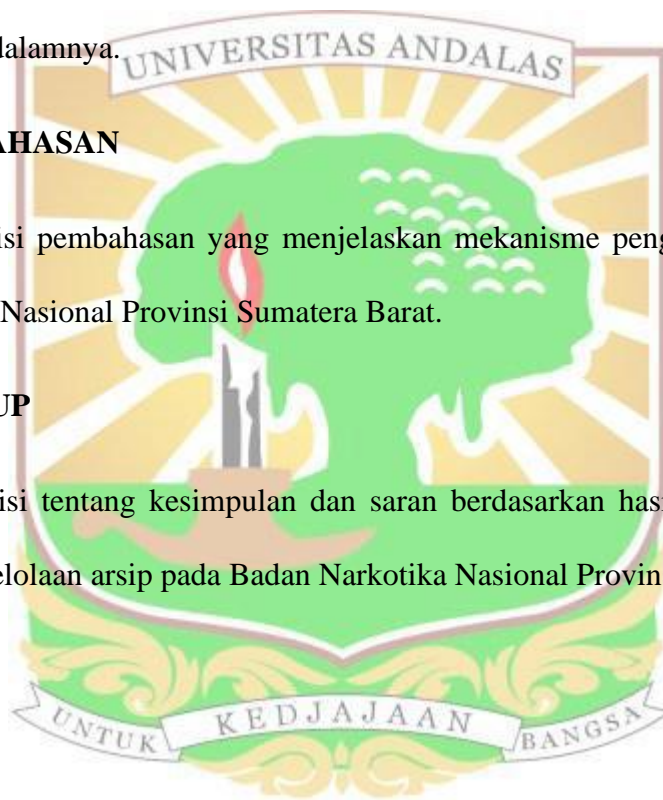 dalamnya.
UNIVERSITAS ANDALAS
AHASAN
isi pembahasan yang menjelaskan mekanisme peng
Nasional Provinsi Sumatera Barat.
UP
isi tentang kesimpulan dan saran berdasarkan hasi
elolaan arsip pada Badan Narkotika Nasional Provin
UNTUK KEDJAJAAN BANGSA